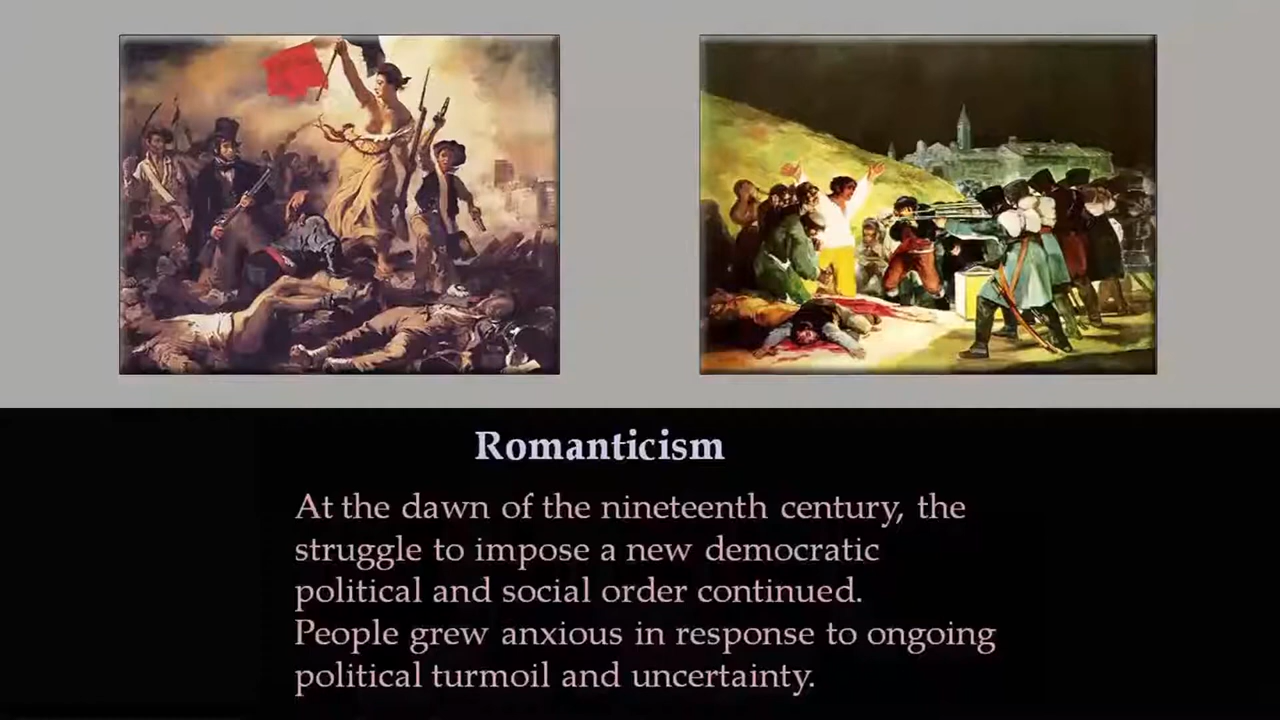 Romanticism
At the dawn of the nineteenth century, the
struggle to impose a new democratic
political and social order continued.
People grew anxious in response to ongoing
political turmoil and uncertainty.